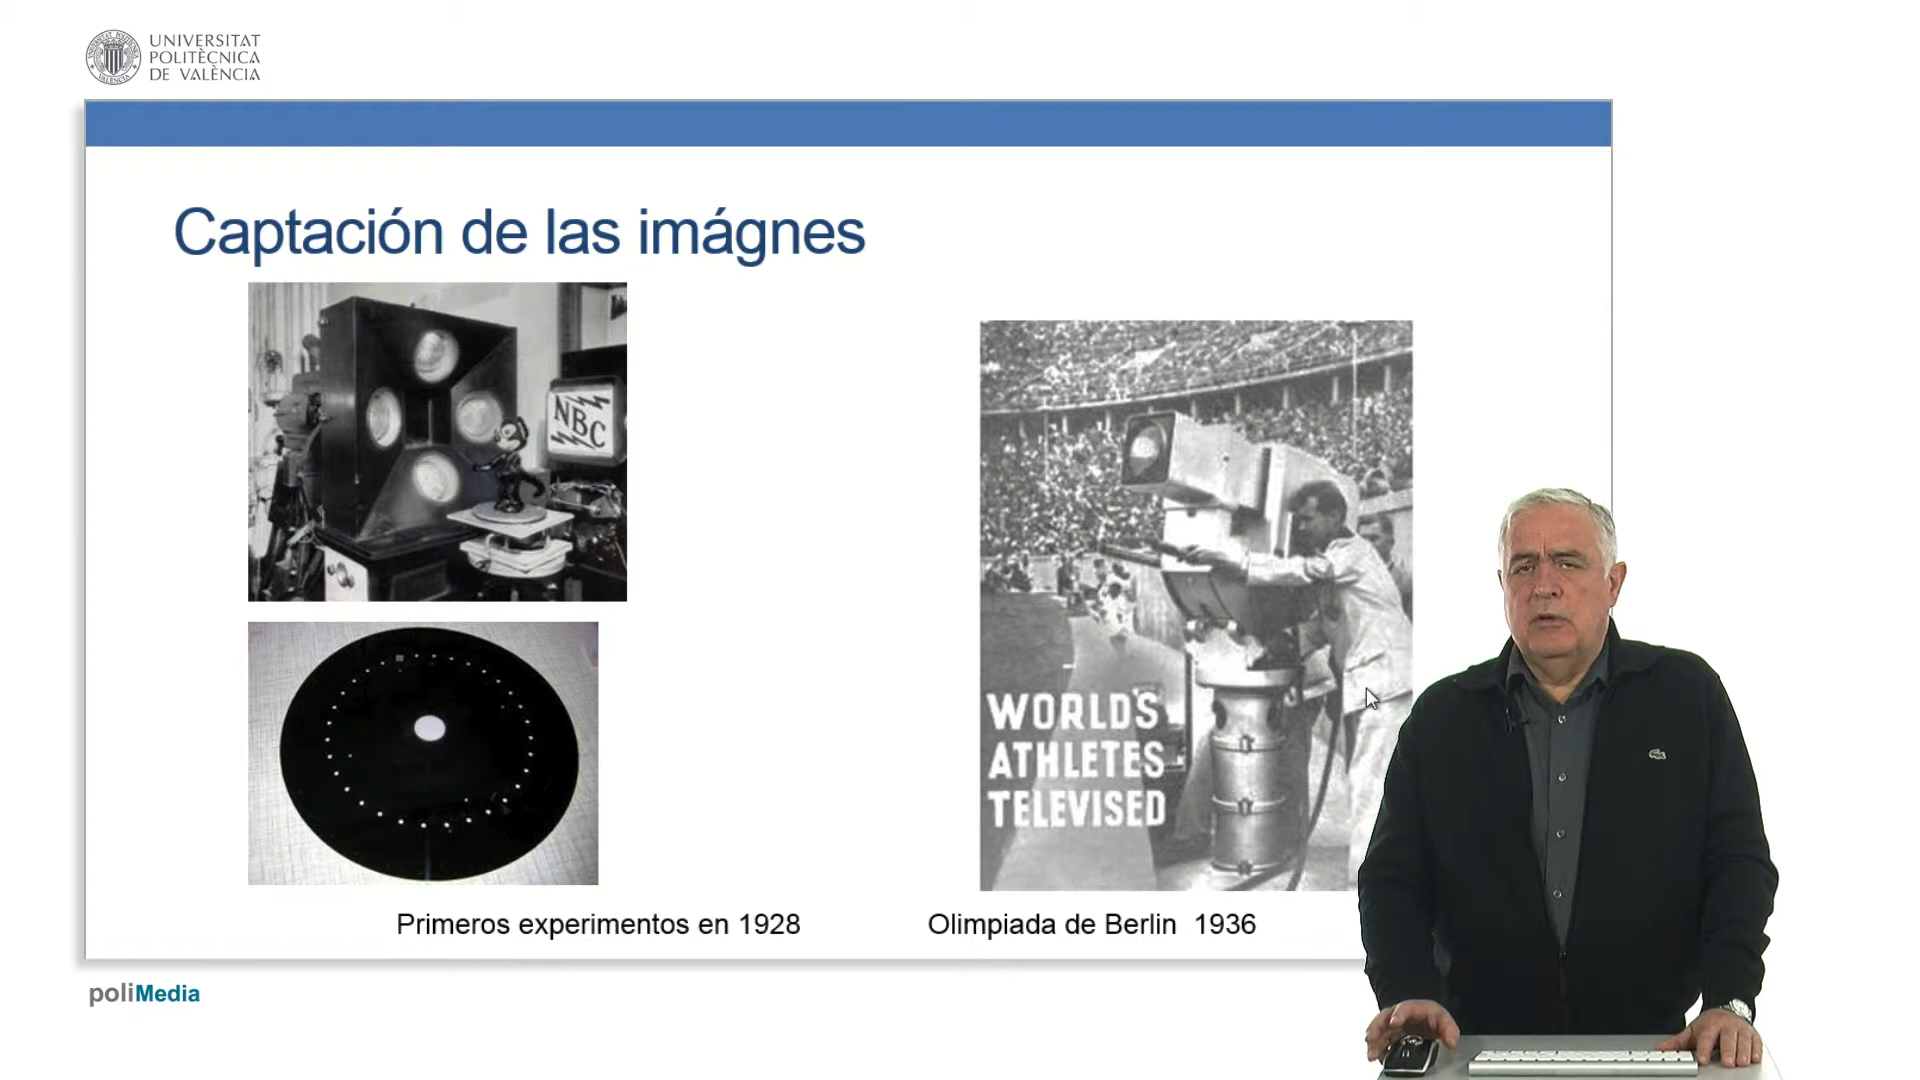 UNIVERSITAT
POLITÈCNICA
DE VALÈNCIA
Captación de las imágnes
NBC
WORLD'S
ATHLETES
TELEVISED
Primeros experimentos en 1928
Olimpiada de Berlin 1936
poliMedia